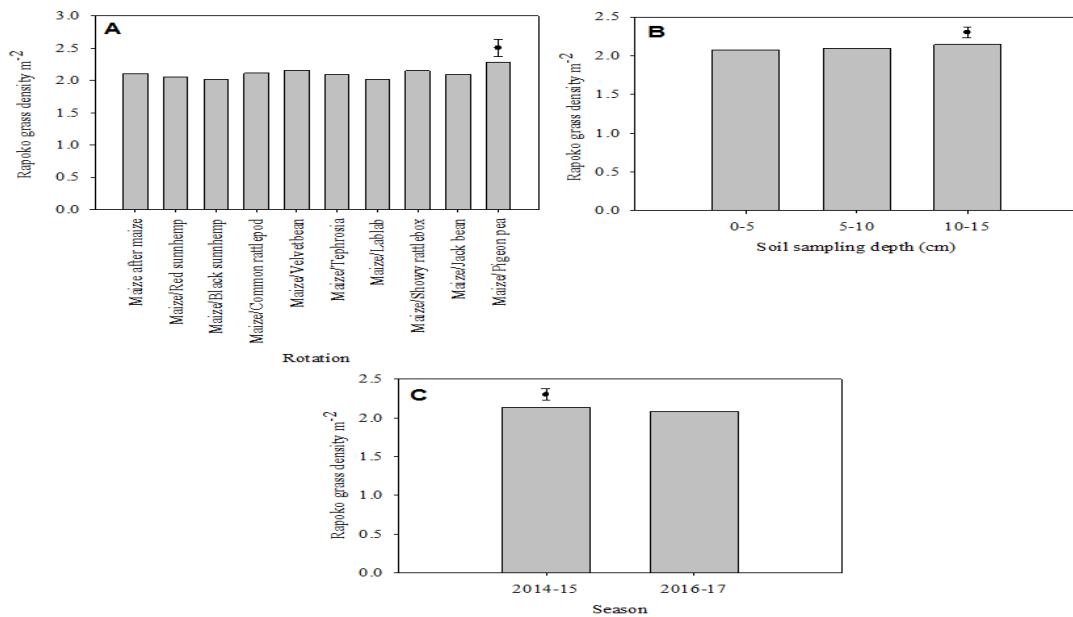 A
Rapoko grass density m-2
3.0
2.5
2.0
1.5
1.0
0.5
0.0
Maize after maize
Maize/Red sunnhemp
Maize/Black sunnhemp
Maize/Common rattlepod
Maize/Velvetbean
Maize/Tephrosia
Maize/Lablab
Maize/Showy rattlebox
Maize/Jack bean
Maize/Pigeon pea
Rotation
B
Rapoko grass density m-2
2.5
2.0
1.5
1.0
0.5
0.0
0-5 5-10 10-15
Soil sampling depth (cm)
C
Rapoko grass density m-2
2.5
2.0
1.5
1.0
0.5
0.0
2014-15 2016-17
Season